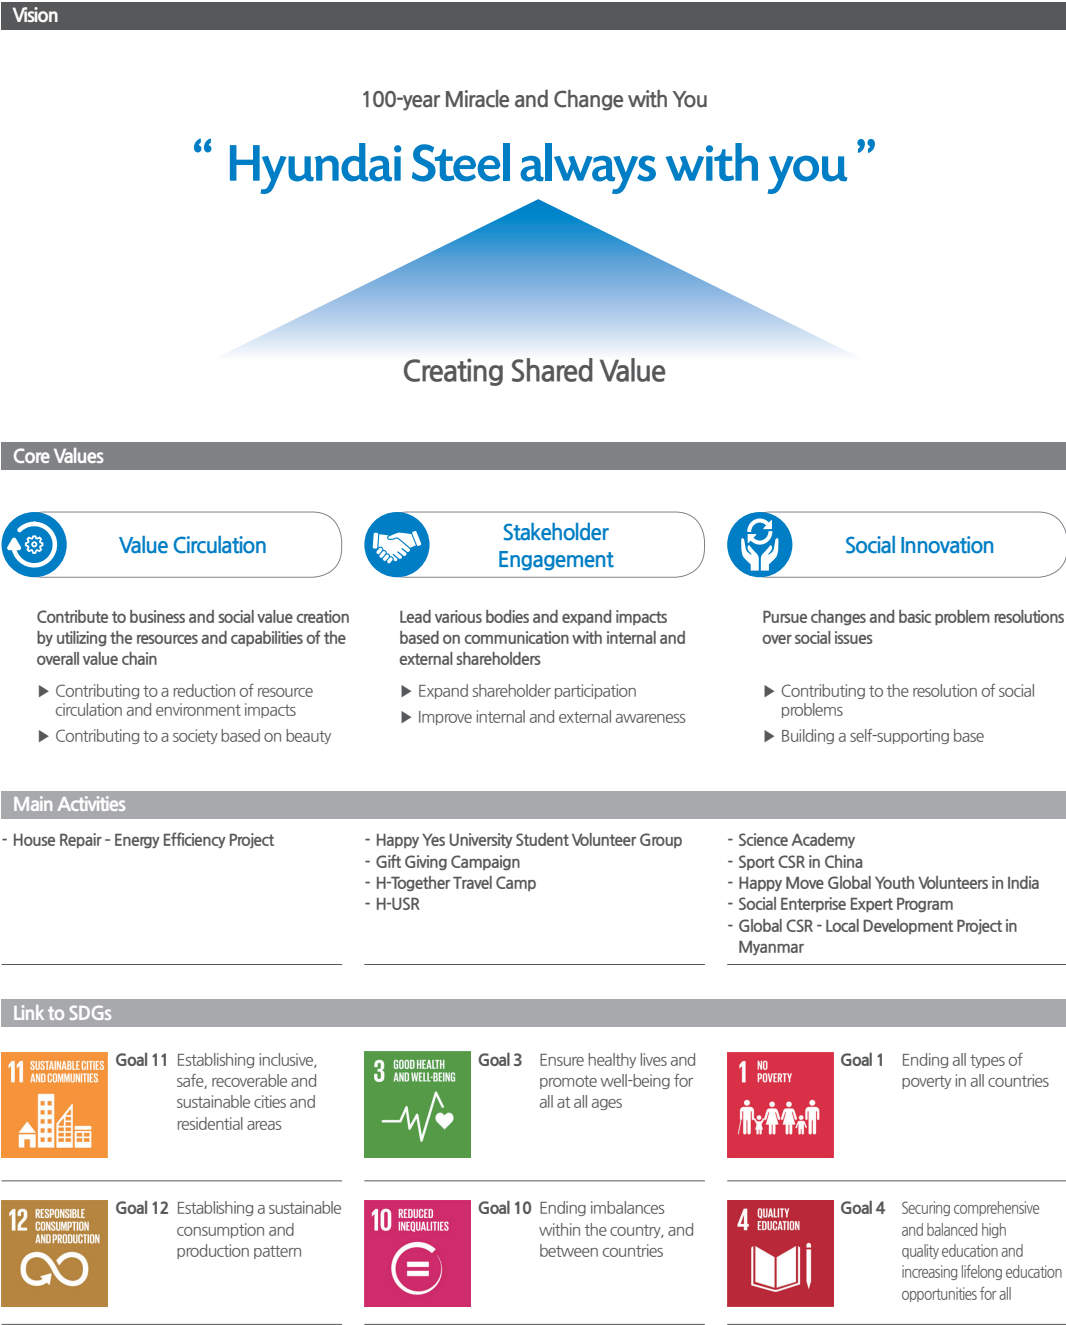 Vision
100-year Miracle and Change with You
“ Hyundai Steel always with you ”
Creating Shared Value
Core Values
Value Circulation
Contribute to business and social value creation
by utilizing the resources and capabilities of the
overall value chain
▶ Contributing to a reduction of resource
circulation and environment impacts
▶ Contributing to a society based on beauty
Stakeholder
Engagement
Lead various bodies and expand impacts
based on communication with internal and
external shareholders
▶ Expand shareholder participation
▶ Improve internal and external awareness
Social Innovation
Pursue changes and basic problem resolutions
over social issues
▶ Contributing to the resolution of social
problems
▶ Building a self-supporting base
Main Activities
- House Repair - Energy Efficiency Project
- Happy Yes University Student Volunteer Group
- Gift Giving Campaign
- H-Together Travel Camp
- H-USR
- Science Academy
- Sport CSR in China
- Happy Move Global Youth Volunteers in India
- Social Enterprise Expert Program
- Global CSR - Local Development Project in
Myanmar
Link to SDGs
11 SUSTAINABLE CITIES
AND COMMUNITIES
Goal 11 Establishing inclusive,
safe, recoverable and
sustainable cities and
residential areas
3 GOOD HEALTH
AND WELL-BEING
Goal 3 Ensure healthy lives and
promote well-being for
all at all ages
1 NO
POVERTY
Goal 1 Ending all types of
poverty in all countries
12 RESPONSIBLE
CONSUMPTION
AND PRODUCTION
Goal 12 Establishing a sustainable
consumption and
production pattern
10 REDUCED
INEQUALITIES
Goal 10 Ending imbalances
within the country, and
between countries
4 QUALITY
EDUCATION
Goal 4 Securing comprehensive
and balanced high
quality education and
increasing lifelong education
opportunities for all